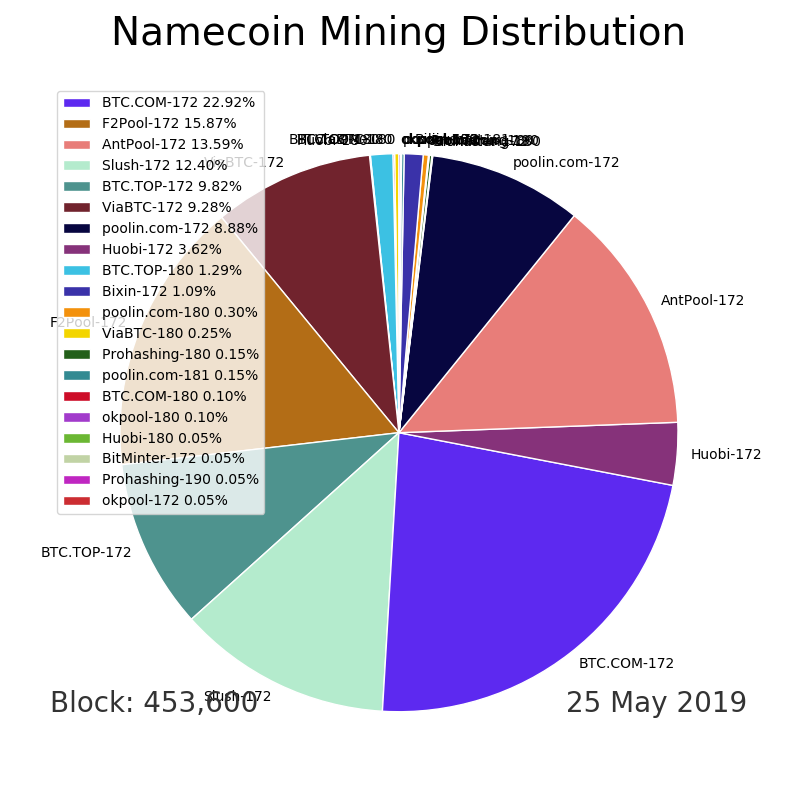 Namecoin Mining Distribution
BTC.COM-172 22.92%
F2Pool-172 15.87%
AntPool-172 13.59%
Slush-172 12.40%
BTC.TOP-172 9.82%
ViaBTC-172 9.28%
poolin.com-172 8.88%
Huobi-172 3.62%
BTC.TOP-180 1.29%
Bixin-172 1.09%
poolin.com-180 0.30%
ViaBTC-180 0.25%
Prohashing-180 0.15%
poolin.com-181 0.15%
BTC.COM-180 0.10%
okpool-180 0.10%
Huobi-180 0.05%
BitMinter-172 0.05%
Prohashing-190 0.05%
okpool-172 0.05%
poolin.com-172
ViaBTC-172
AntPool-172
F2Pool-172
Huobi-172
BTC.TOP-172
BTC.COM-172
Slush-172
Block: 453,600
25 May 2019